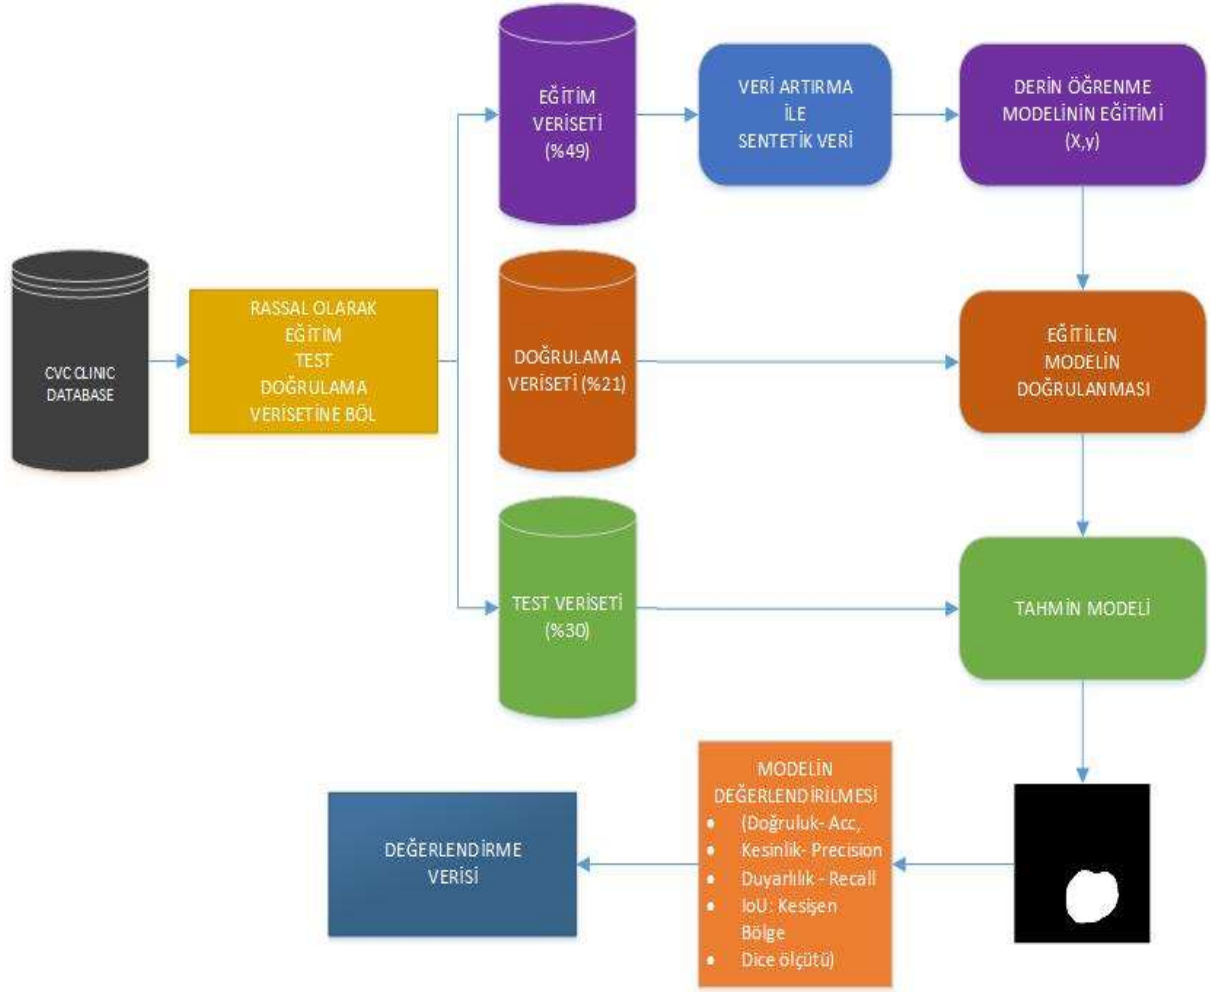 CVC CLINIC
DATABASE
RASSAL OLARAK
EĞİTİM
TEST
DOĞRULAMA
VERİSETİNE BÖL
EĞİTİM
VERİSETİ
(%49)
VERİ ARTIRMA
İLE
SENTETİK VERİ
DERİN ÖĞRENME
MODELİNİN EĞİTİMİ
(X,y)
DOĞRULAMA
VERİSETİ (%21)
EĞİTİLEN
MODELİN
DOĞRULANMASI
TEST VERİSETİ
(%30)
TAHMİN MODELİ
MODELİN
DEĞERLENDİRİLMESİ
• (Doğruluk- Acc,
• Kesinlik- Precision
• Duyarlılık - Recall
• IoU: Kesişen
Bölge
• Dice ölçütü)
DEĞERLENDİRME
VERİSİ